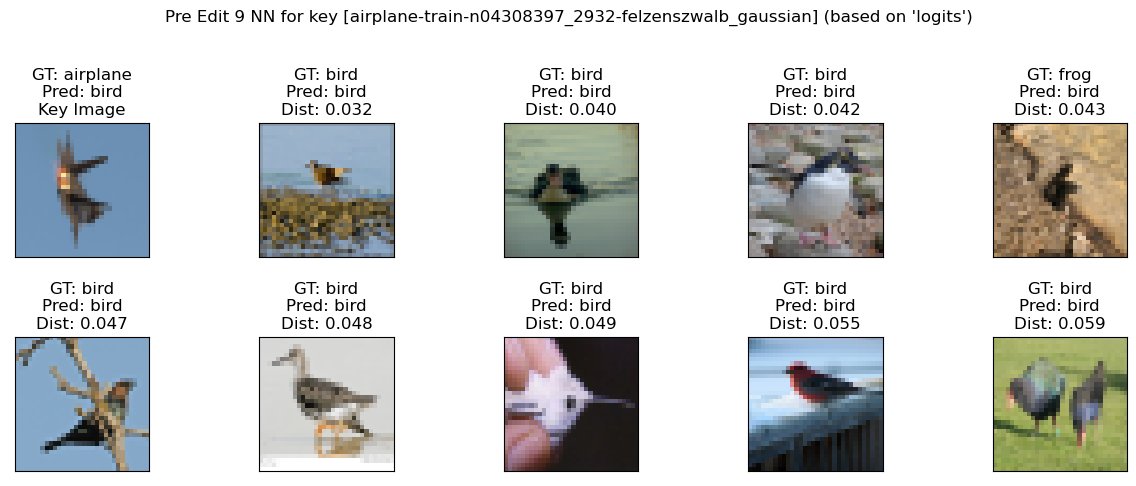 Pre Edit 9 NN for key [airplane-train-n04308397_2932-felzenszwalb_gaussian] (based on 'logits')
GT: airplane
Pred: bird
Key Image
GT: bird
Pred: bird
Dist: 0.032
GT: bird
Pred: bird
Dist: 0.040
GT: bird
Pred: bird
Dist: 0.042
GT: frog
Pred: bird
Dist: 0.043
GT: bird
Pred: bird
Dist: 0.047
GT: bird
Pred: bird
Dist: 0.048
GT: bird
Pred: bird
Dist: 0.049
GT: bird
Pred: bird
Dist: 0.055
GT: bird
Pred: bird
Dist: 0.059